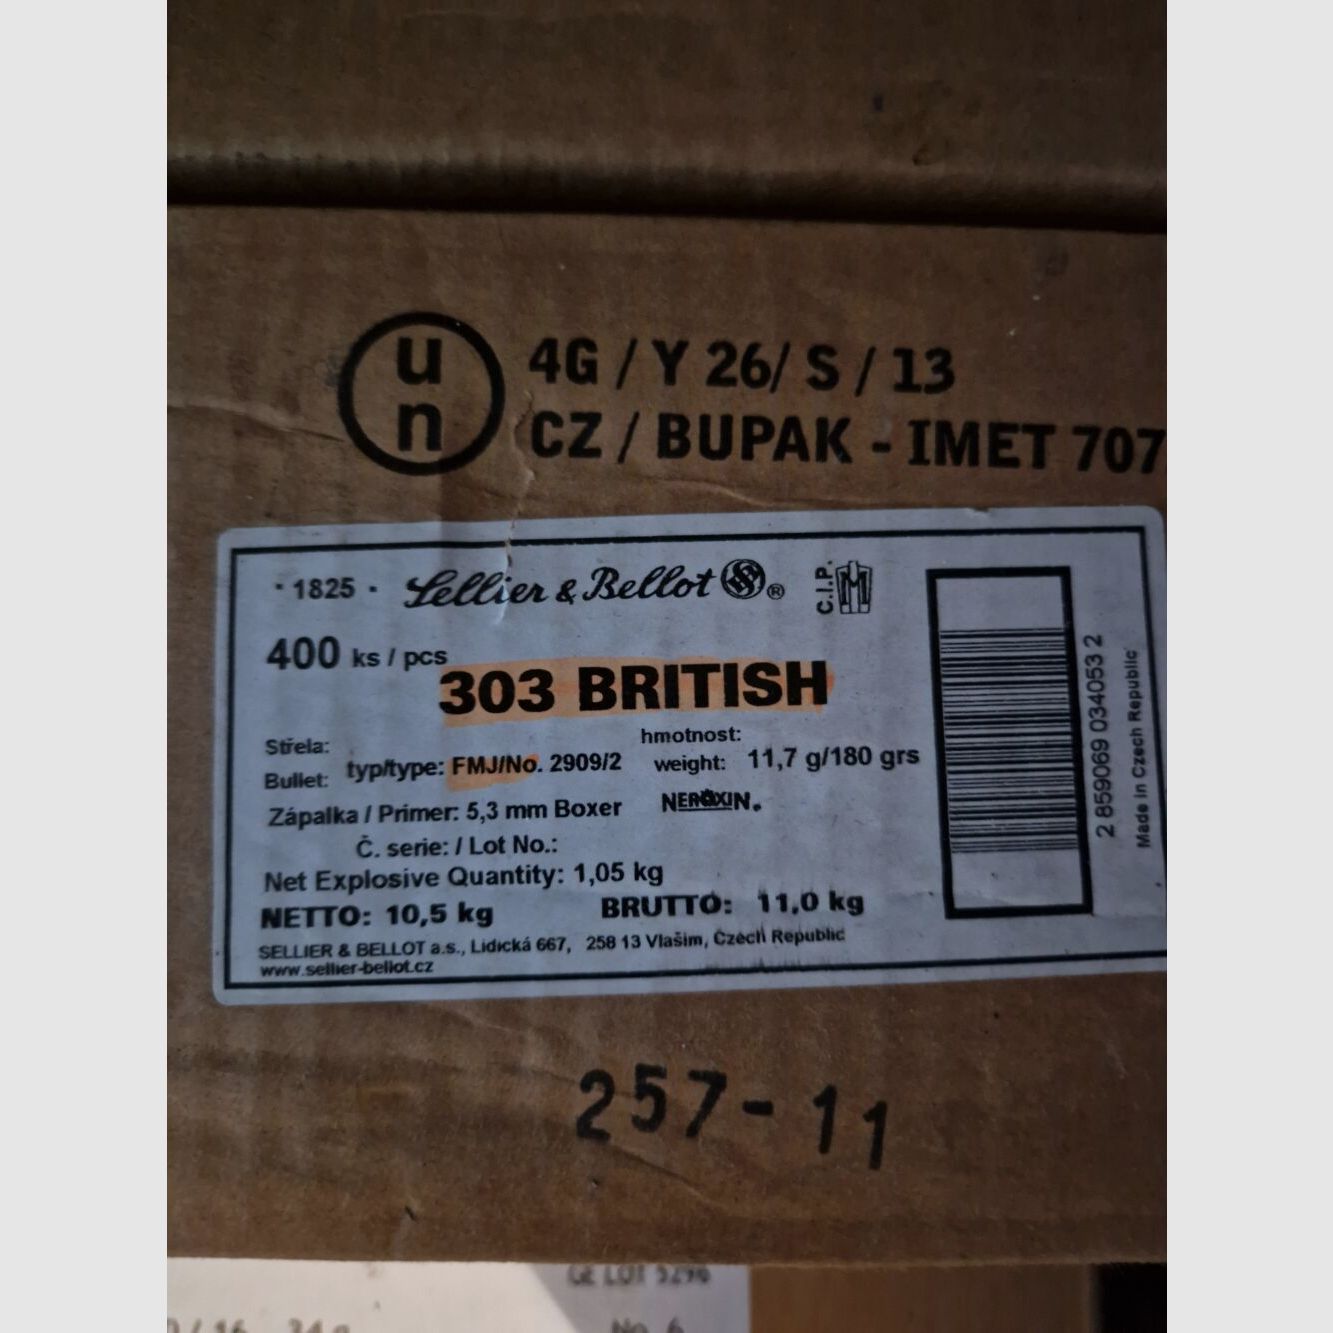 un
4G / Y 26/ S / 13
CZ / BUPAK - IMET 707
· 1825 · Sellier & Bellot ® C.I.P.
400 ks / pcs
303 BRITISH
Střela:
Bullet: typ/type: FMJ/No. 2909/2
hmotnost:
weight: 11,7 g/180 grs
Zápalka / Primer: 5,3 mm Boxer NEROXIN.
Č. serie: / Lot No.:
Net Explosive Quantity: 1,05 kg
NETTO: 10,5 kg BRUTTO: 11,0 kg
SELLIER & BELLOT a.s., Lidická 667, 258 13 Vlašim, Czech Republic
www.sellier-bellot.cz
2 859069 034053 2
Made in Czech Republic
257-11
LOT 5296
No. 6